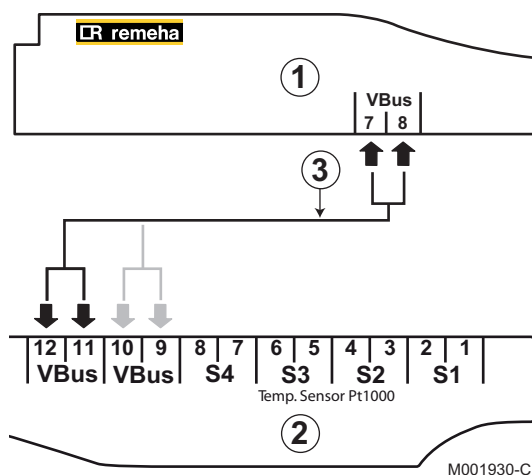 R remeha
1
VBus
7 8
3
12 11 10 9 8 7 6 5 4 3 2 1
VBus VBus S4 S3 S2 S1
Temp. Sensor Pt1000
2
M001930-C